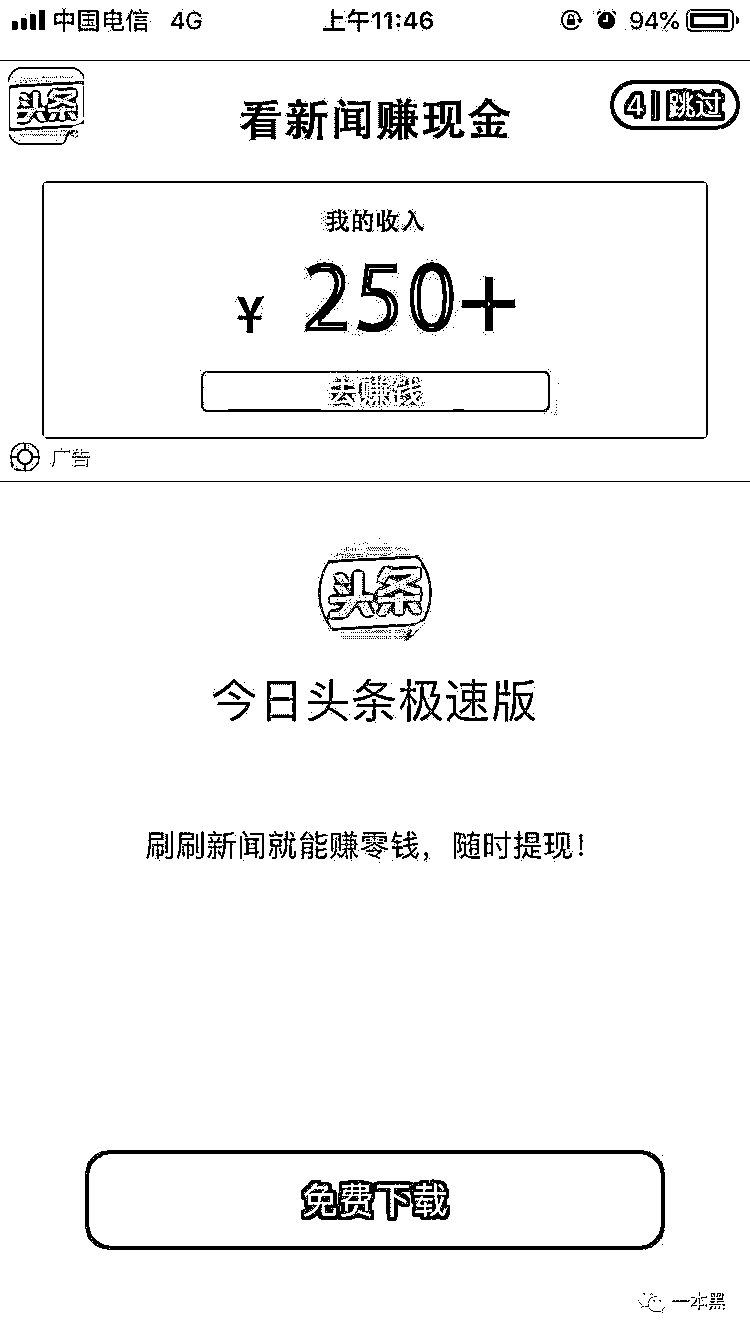 中国电信 4G 上午11:46 94%
头条
看新闻赚现金
4 | 跳过
我的收入
¥ 250+
去赚钱
广告
头条
今日头条极速版
刷刷新闻就能赚零钱，随时提现！
免费下载
一本黑